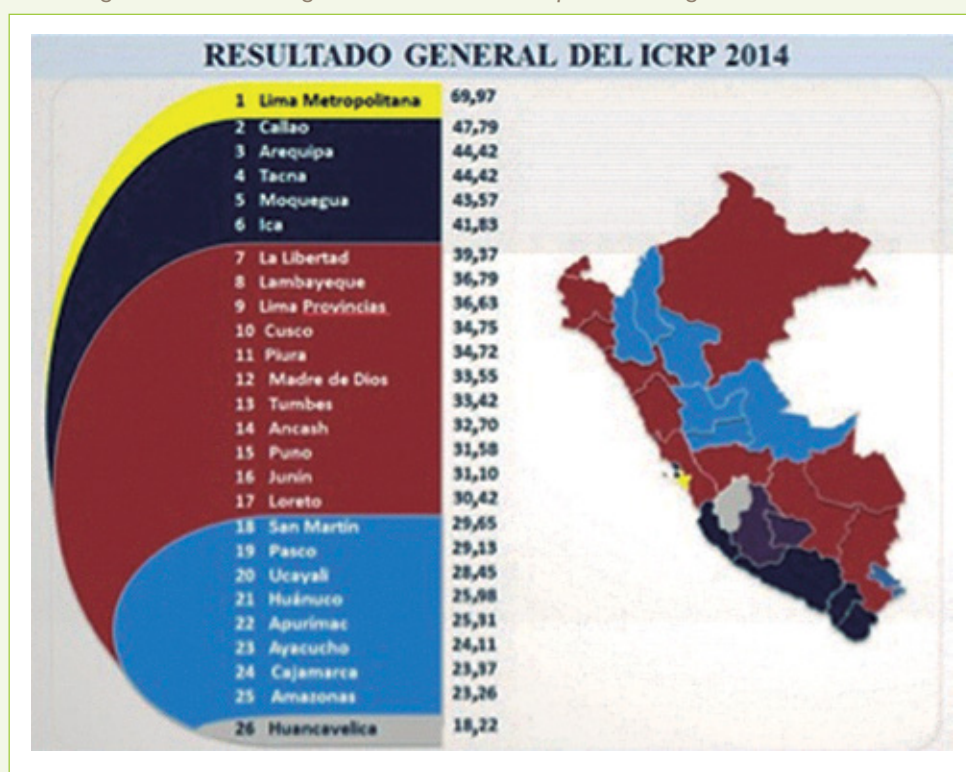 RESULTADO GENERAL DEL ICRP 2014
1 Lima Metropolitana 69,97
2 Callao 47,79
3 Arequipa 44,42
4 Tacna 44,42
5 Moquegua 43,57
6 Ica 41,83
7 La Libertad 39,37
8 Lambayeque 36,79
9 Lima Provincias 36,63
10 Cusco 34,75
11 Piura 34,72
12 Madre de Dios 33,55
13 Tumbes 33,42
14 Ancash 32,70
15 Puno 31,58
16 Junín 31,10
17 Loreto 30,42
18 San Martín 29,65
19 Pasco 29,13
20 Ucayali 28,45
21 Huánuco 25,98
22 Apurímac 25,31
23 Ayacucho 24,11
24 Cajamarca 23,37
25 Amazonas 23,26
26 Huancavelica 18,22